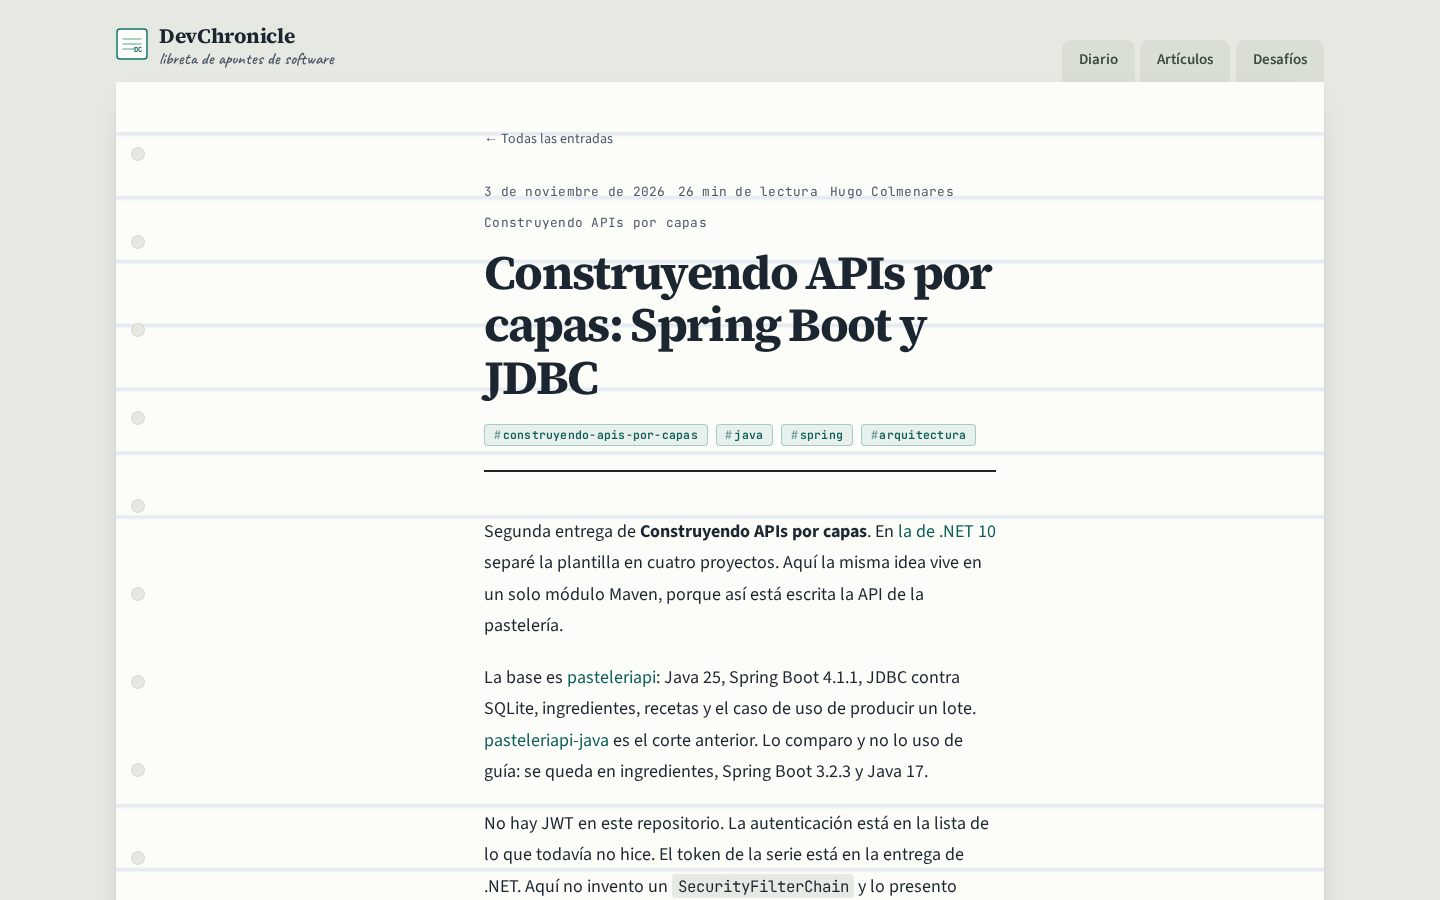 DC
DevChronicle
libreta de apuntes de software
Diario
Artículos
Desafíos
← Todas las entradas
3 de noviembre de 2026 26 min de lectura Hugo Colmenares
Construyendo APIs por capas
Construyendo APIs por
capas: Spring Boot y
JDBC
#construyendo-apis-por-capas #java #spring #arquitectura
Segunda entrega de Construyendo APIs por capas. En la de .NET 10
separé la plantilla en cuatro proyectos. Aquí la misma idea vive en
un solo módulo Maven, porque así está escrita la API de la
pastelería.
La base es pasteleriapi: Java 25, Spring Boot 4.1.1, JDBC contra
SQLite, ingredientes, recetas y el caso de uso de producir un lote.
pasteleriapi-java es el corte anterior. Lo comparo y no lo uso de
guía: se queda en ingredientes, Spring Boot 3.2.3 y Java 17.
No hay JWT en este repositorio. La autenticación está en la lista de
lo que todavía no hice. El token de la serie está en la entrega de
.NET. Aquí no invento un SecurityFilterChain y lo presento